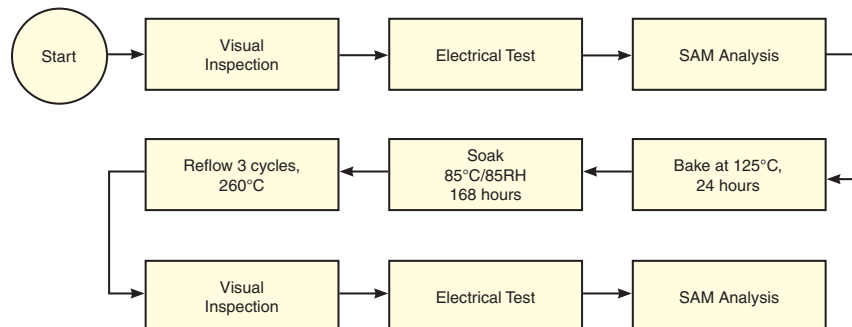 Start
Visual
Inspection
Electrical Test
SAM Analysis
Bake at 125°C,
24 hours
Soak
85°C/85RH
168 hours
Reflow 3 cycles,
260°C
Visual
Inspection
Electrical Test
SAM Analysis